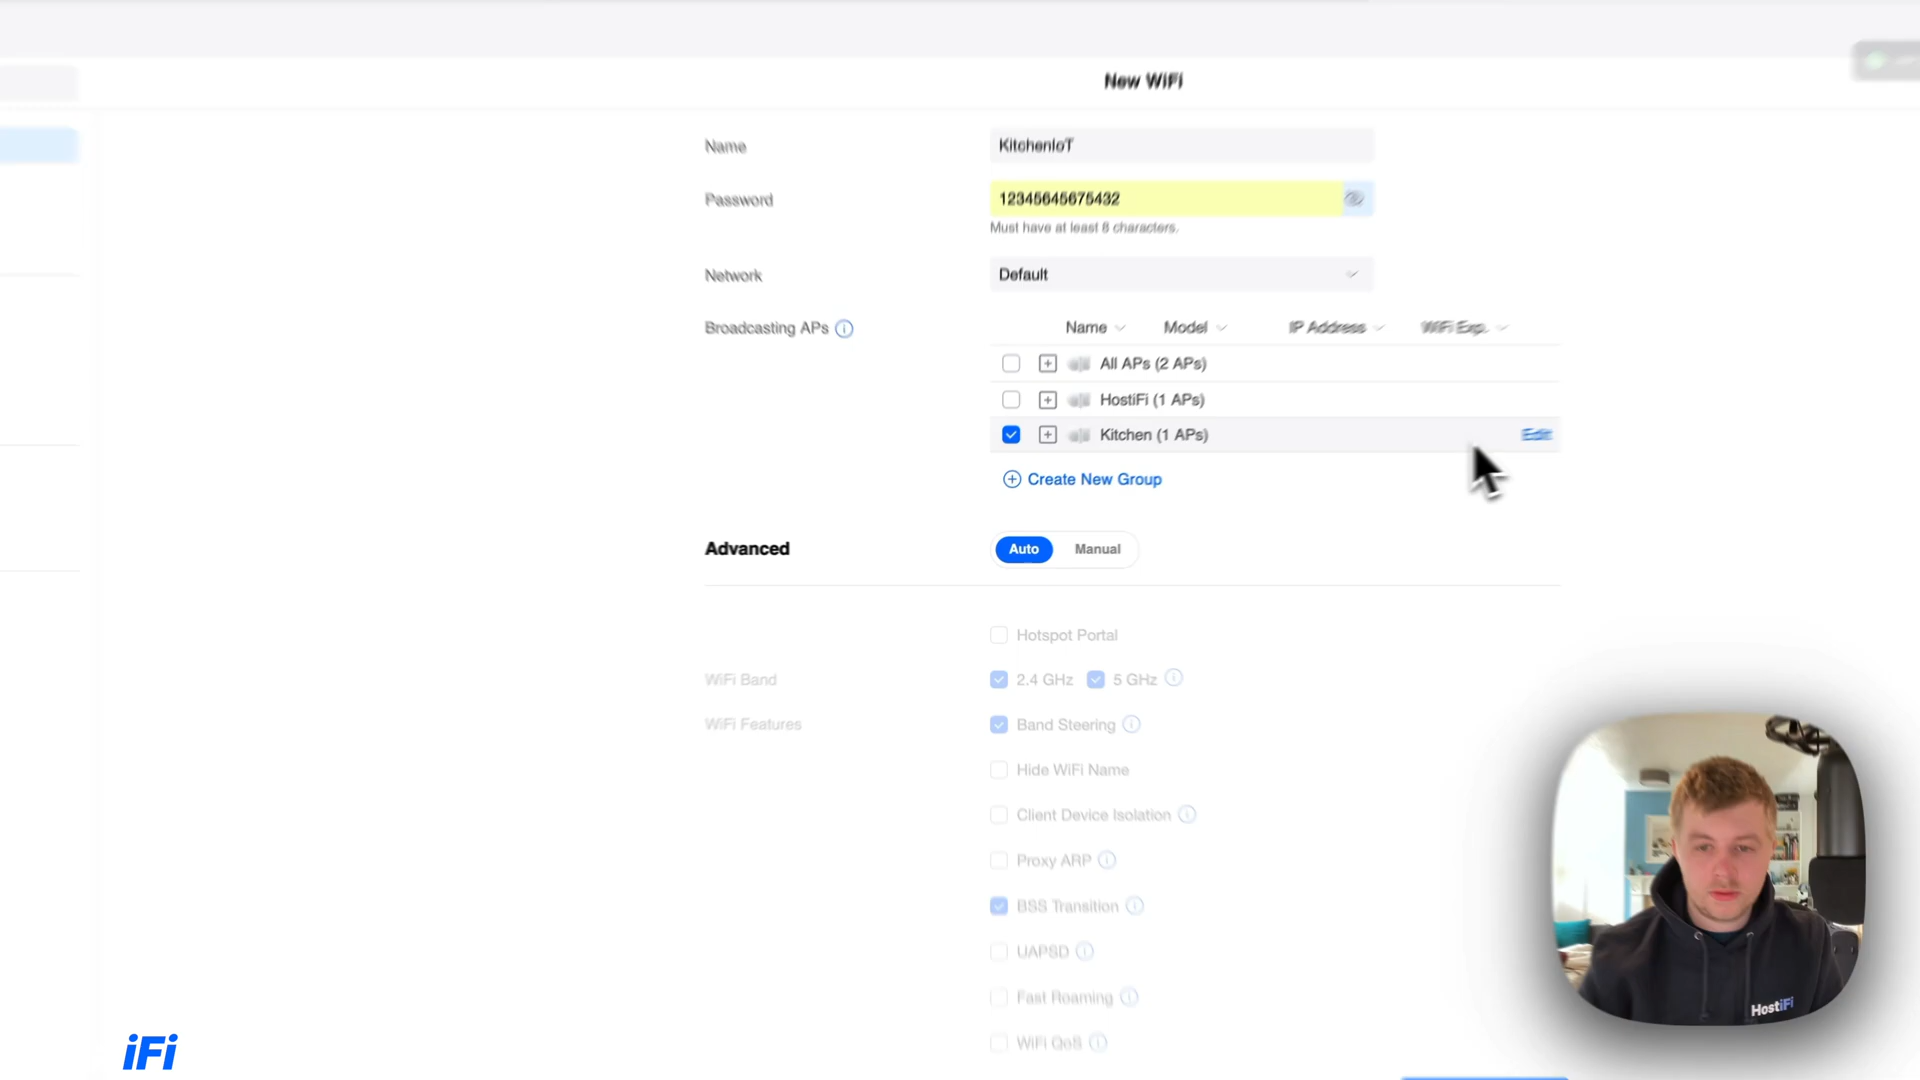 New WiFi
Name
KitchenIoT
Password
12345645675432
Must have at least 8 characters.
Network
Default
Broadcasting APs
Name
Model
IP Address
WiFi Exp.
All APs (2 APs)
HostiFi (1 APs)
Kitchen (1 APs)
Edit
Create New Group
Advanced
Auto
Manual
Hotspot Portal
WiFi Band
2.4 GHz
5 GHz
WiFi Features
Band Steering
Hide WiFi Name
Client Device Isolation
Proxy ARP
BSS Transition
UAPSD
Fast Roaming
WiFi QoS
HostiFi
iFi